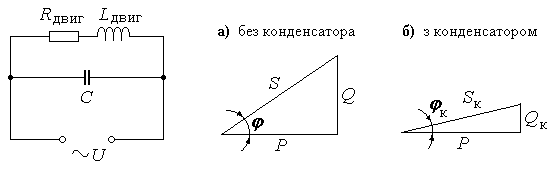 R двиг L двиг
C
~U
а) без конденсатора
S
Q
φ
P
б) з конденсатором
φк
Sк
Qк
P